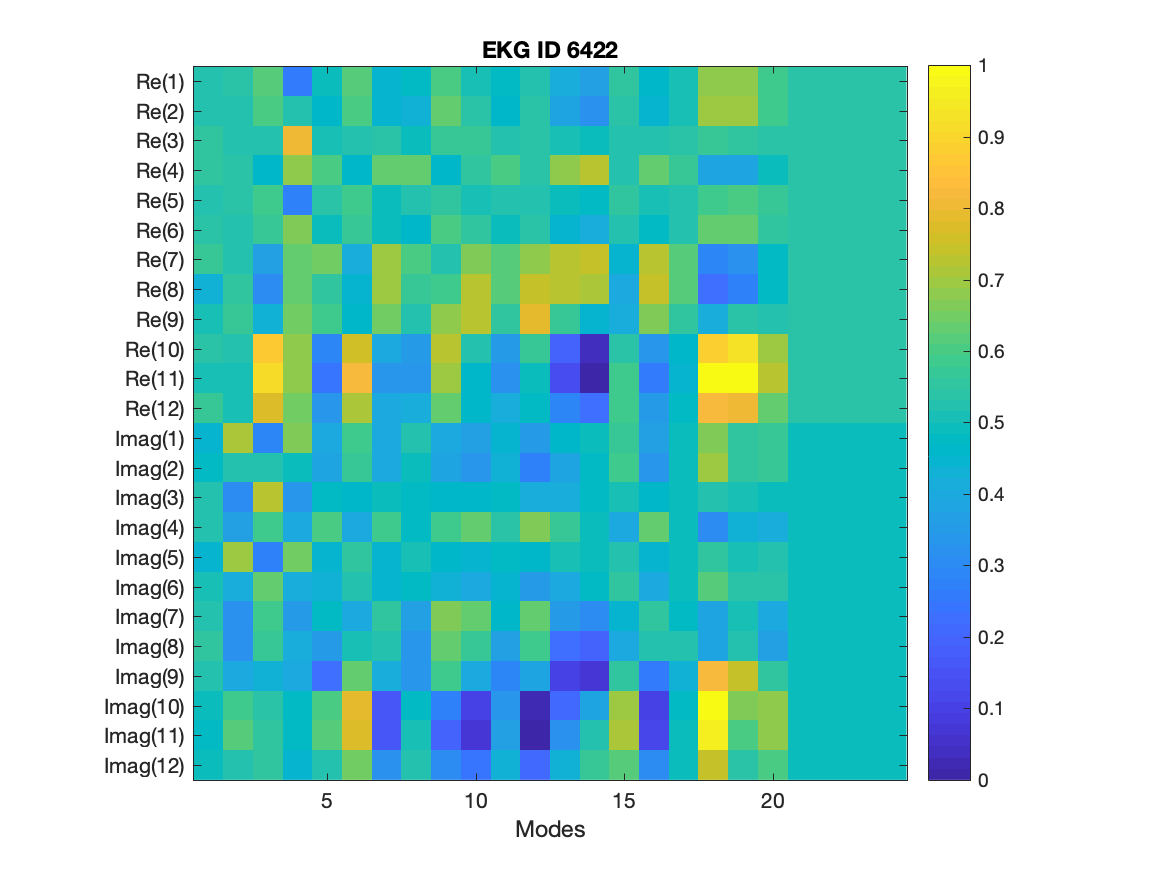 EKG ID 6422
Re(1)
Re(2)
Re(3)
Re(4)
Re(5)
Re(6)
Re(7)
Re(8)
Re(9)
Re(10)
Re(11)
Re(12)
Imag(1)
Imag(2)
Imag(3)
Imag(4)
Imag(5)
Imag(6)
Imag(7)
Imag(8)
Imag(9)
Imag(10)
Imag(11)
Imag(12)
5 10 15 20
Modes
1
0.9
0.8
0.7
0.6
0.5
0.4
0.3
0.2
0.1
0